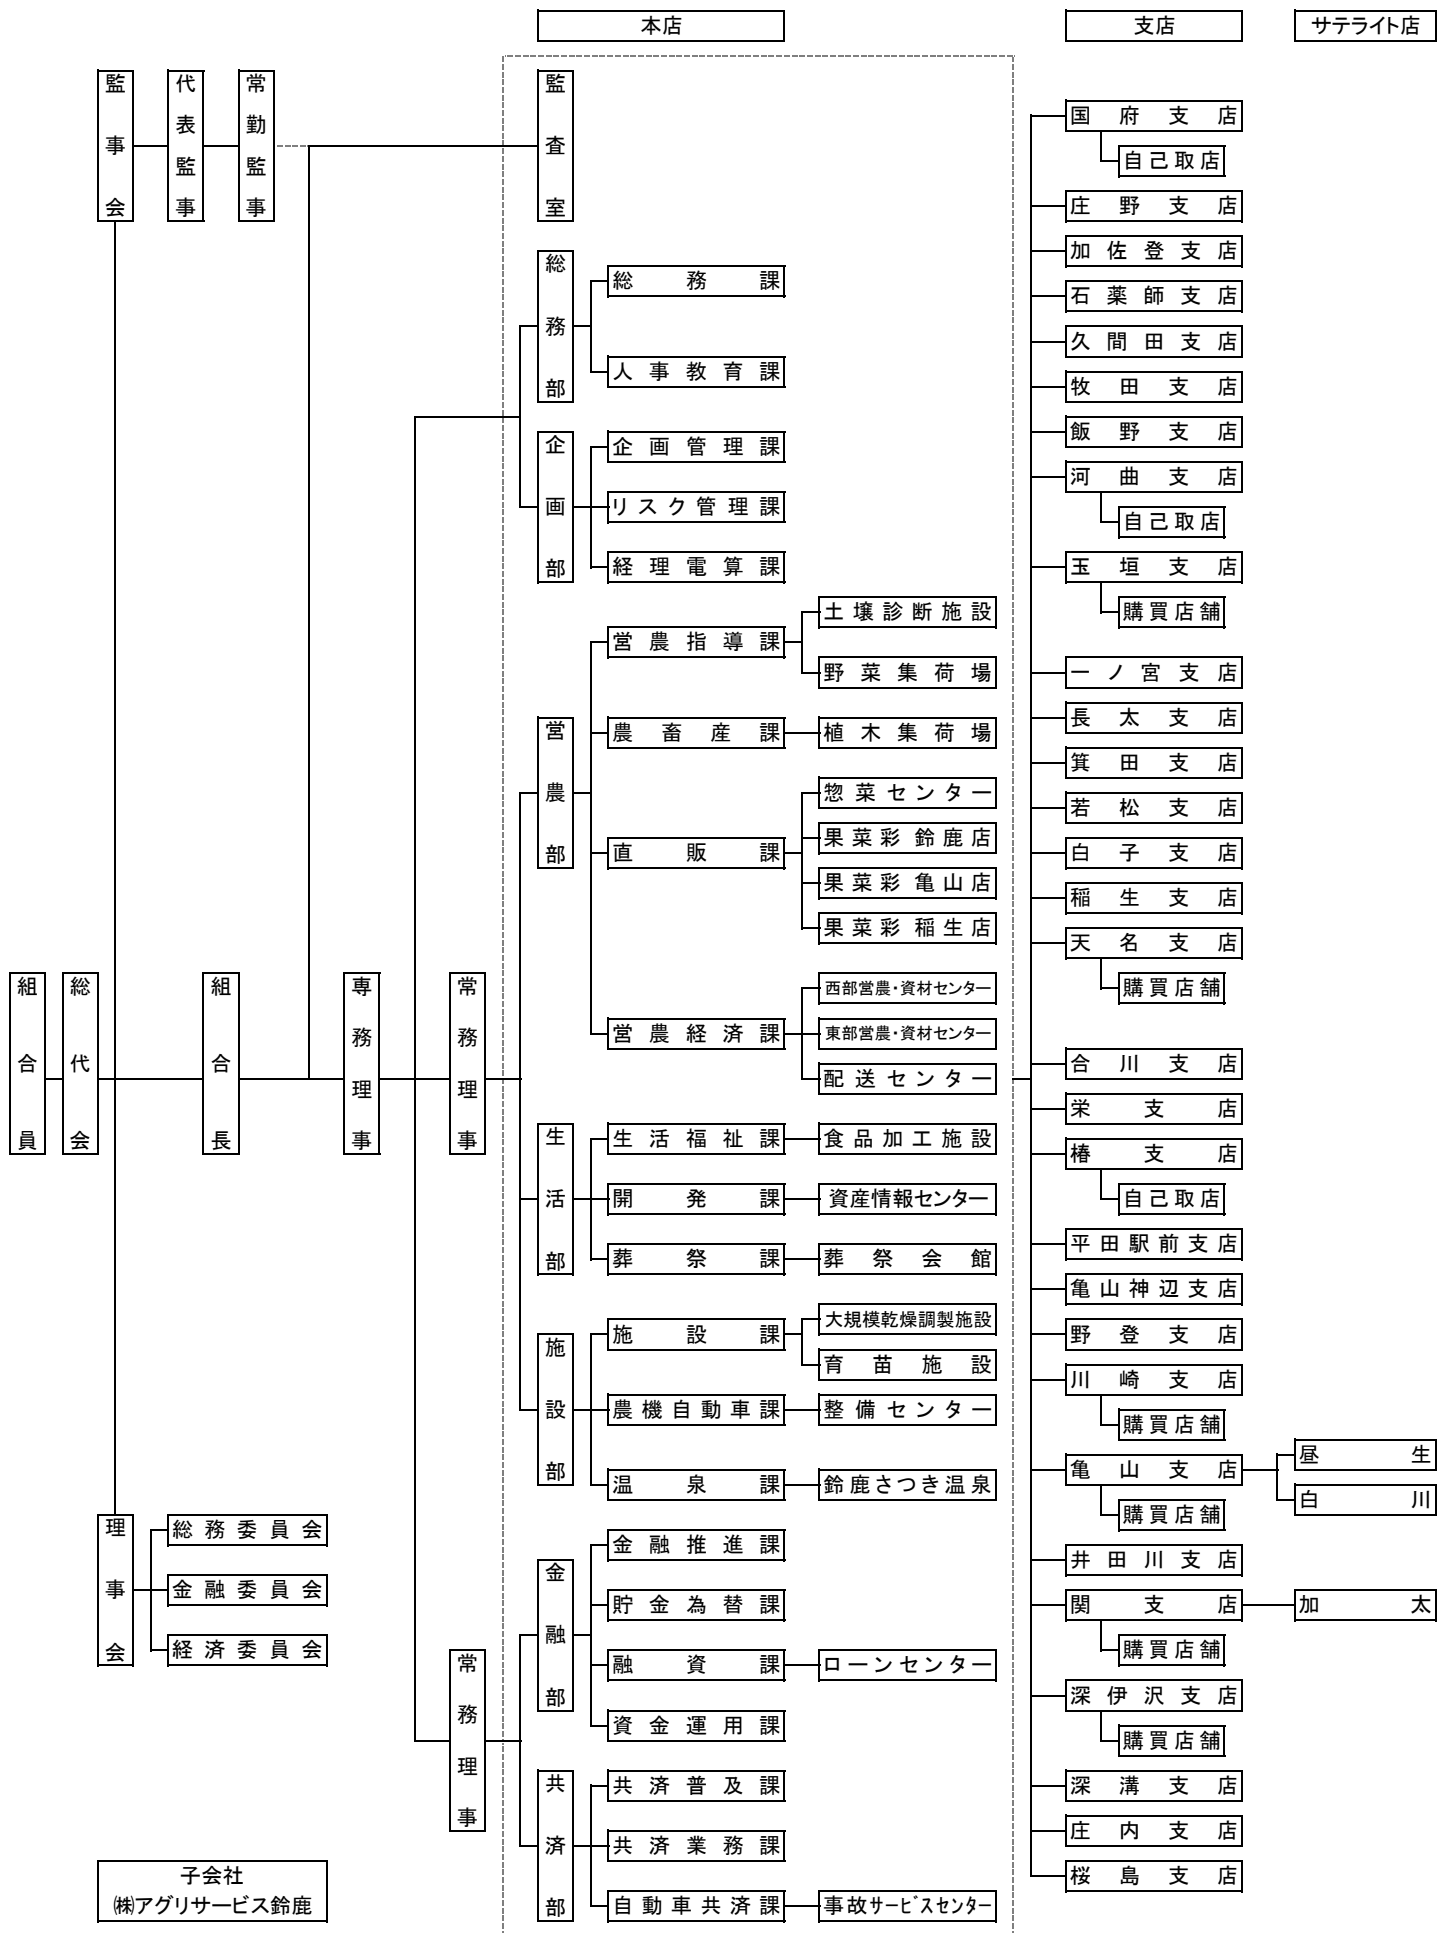 本店
支店
サテライト店
監事会
代表監事
常勤監事
組合員
総代会
組合長
専務理事
常務理事
常務理事
理事会
総務委員会
金融委員会
経済委員会
子会社
㈱アグリサービス鈴鹿
監査室
総務部
総務課
人事教育課
企画部
企画管理課
リスク管理課
経理電算課
営農部
営農指導課
土壌診断施設
野菜集荷場
農畜産課
植木集荷場
直販課
惣菜センター
果菜彩 鈴鹿店
果菜彩 亀山店
果菜彩 稲生店
営農経済課
西部営農・資材センター
東部営農・資材センター
配送センター
生活部
生活福祉課
食品加工施設
開発課
資産情報センター
葬祭課
葬祭会館
施設部
施設課
大規模乾燥調製施設
育苗施設
農機自動車課
整備センター
温泉課
鈴鹿さつき温泉
金融部
金融推進課
貯金為替課
融資課
ローンセンター
資金運用課
共済部
共済普及課
共済業務課
自動車共済課
事故サービスセンター
国府支店
自己取店
庄野支店
加佐登支店
石薬師支店
久間田支店
牧田支店
飯野支店
河曲支店
自己取店
玉垣支店
購買店舗
一ノ宮支店
長太支店
箕田支店
若松支店
白子支店
稲生支店
天名支店
購買店舗
合川支店
栄支店
椿支店
自己取店
平田駅前支店
亀山神辺支店
野登支店
川崎支店
購買店舗
亀山支店
購買店舗
昼生
白川
井田川支店
関支店
加太
購買店舗
深伊沢支店
購買店舗
深溝支店
庄内支店
桜島支店